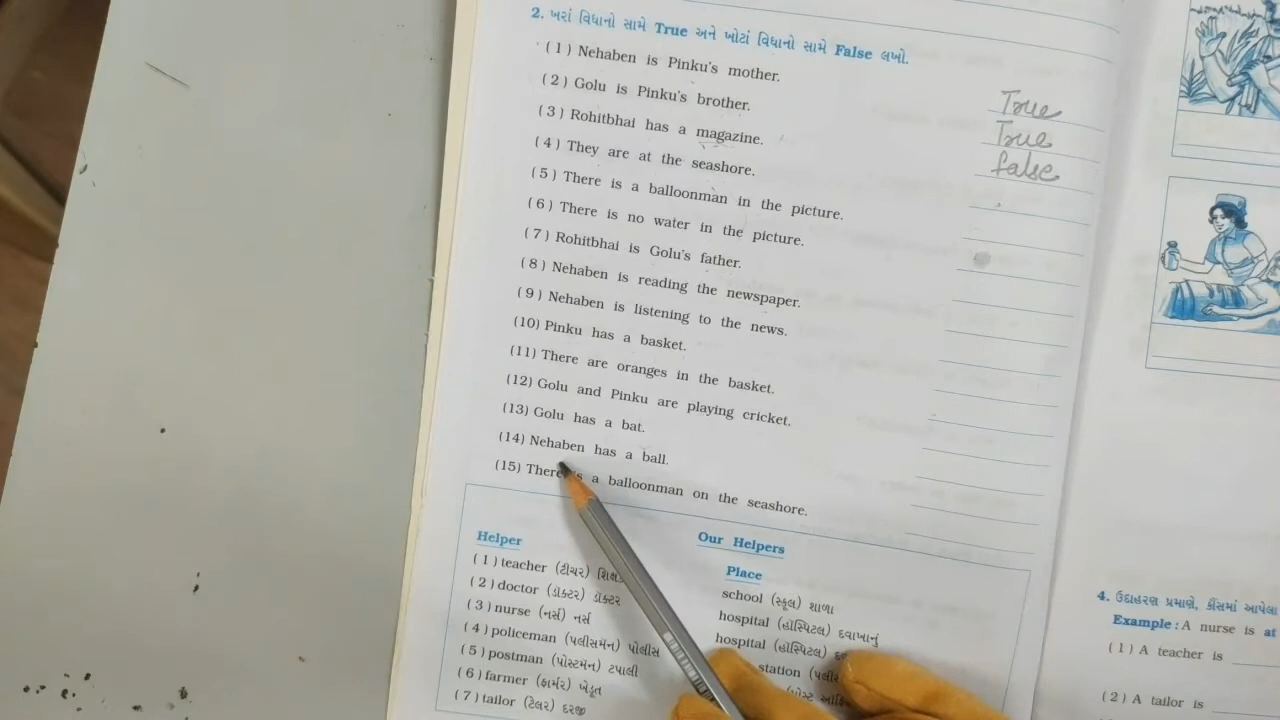 2. ખરાં વિધાનો સામે True અને ખોટાં વિધાનો સામે False લખો.
(1) Nehaben is Pinku's mother. True
(2) Golu is Pinku's brother. True
(3) Rohitbhai has a magazine. False
(4) They are at the seashore.
(5) There is a balloonman in the picture.
(6) There is no water in the picture.
(7) Rohitbhai is Golu's father.
(8) Nehaben is reading the newspaper.
(9) Nehaben is listening to the news.
(10) Pinku has a basket.
(11) There are oranges in the basket.
(12) Golu and Pinku are playing cricket.
(13) Golu has a bat.
(14) Nehaben has a ball.
(15) There is a balloonman on the seashore.
Our Helpers
Helper
(1) teacher (ટીચર)
(2) doctor (ડૉક્ટર) ડૉક્ટર
(3) nurse (નર્સ) નર્સ
(4) policeman (પલીસમૅન) પોલીસ
(5) postman (પોસ્ટમૅન) ટપાલી
(6) farmer (ફાર્મર) ખેડૂત
(7) tailor (ટેલર) દરજી
Place
school (સ્કૂલ) શાળા
hospital (હૉસ્પિટલ) દવાખાનું
hospital (હૉસ્પિટલ)
station
4. ઉદાહરણ પ્રમાણે, કૌંસમાં આપેલા
Example : A nurse is at
(1) A teacher is
(2) A tailor is